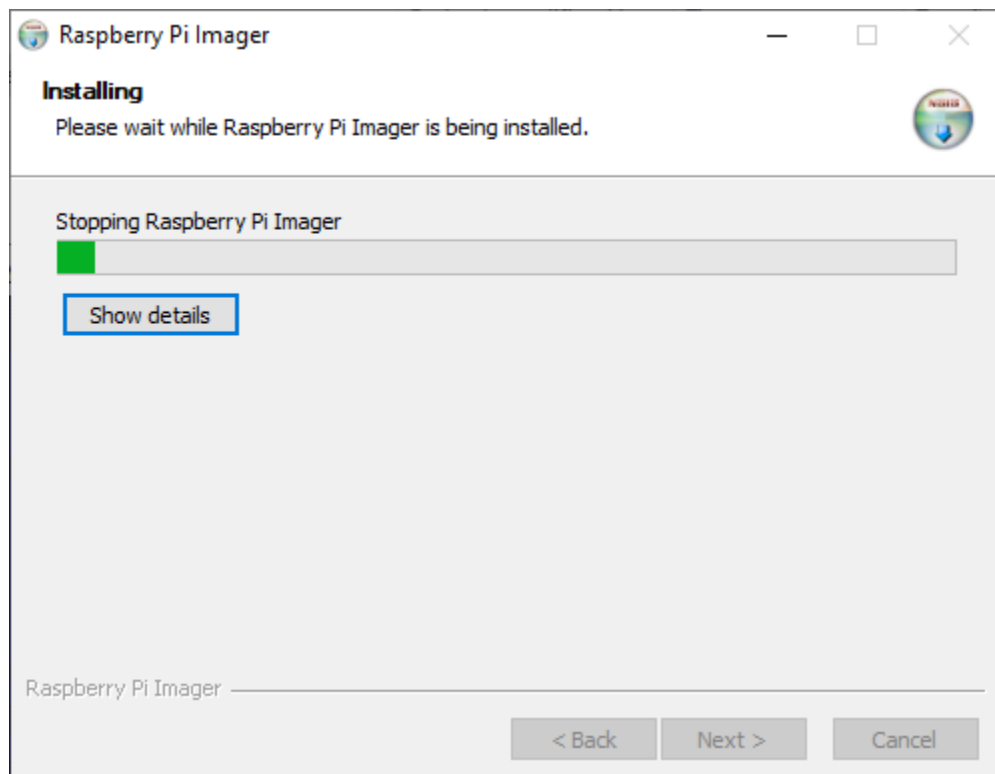 Raspberry Pi Imager
Installing
Please wait while Raspberry Pi Imager is being installed.
Stopping Raspberry Pi Imager
Show details
Raspberry Pi Imager
< Back
Next >
Cancel